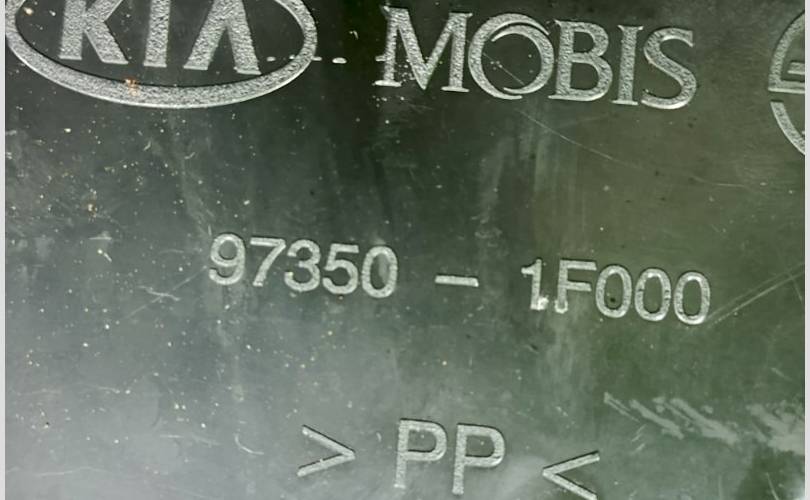 KIA MOBIS
97350 - 1F000
> PP <